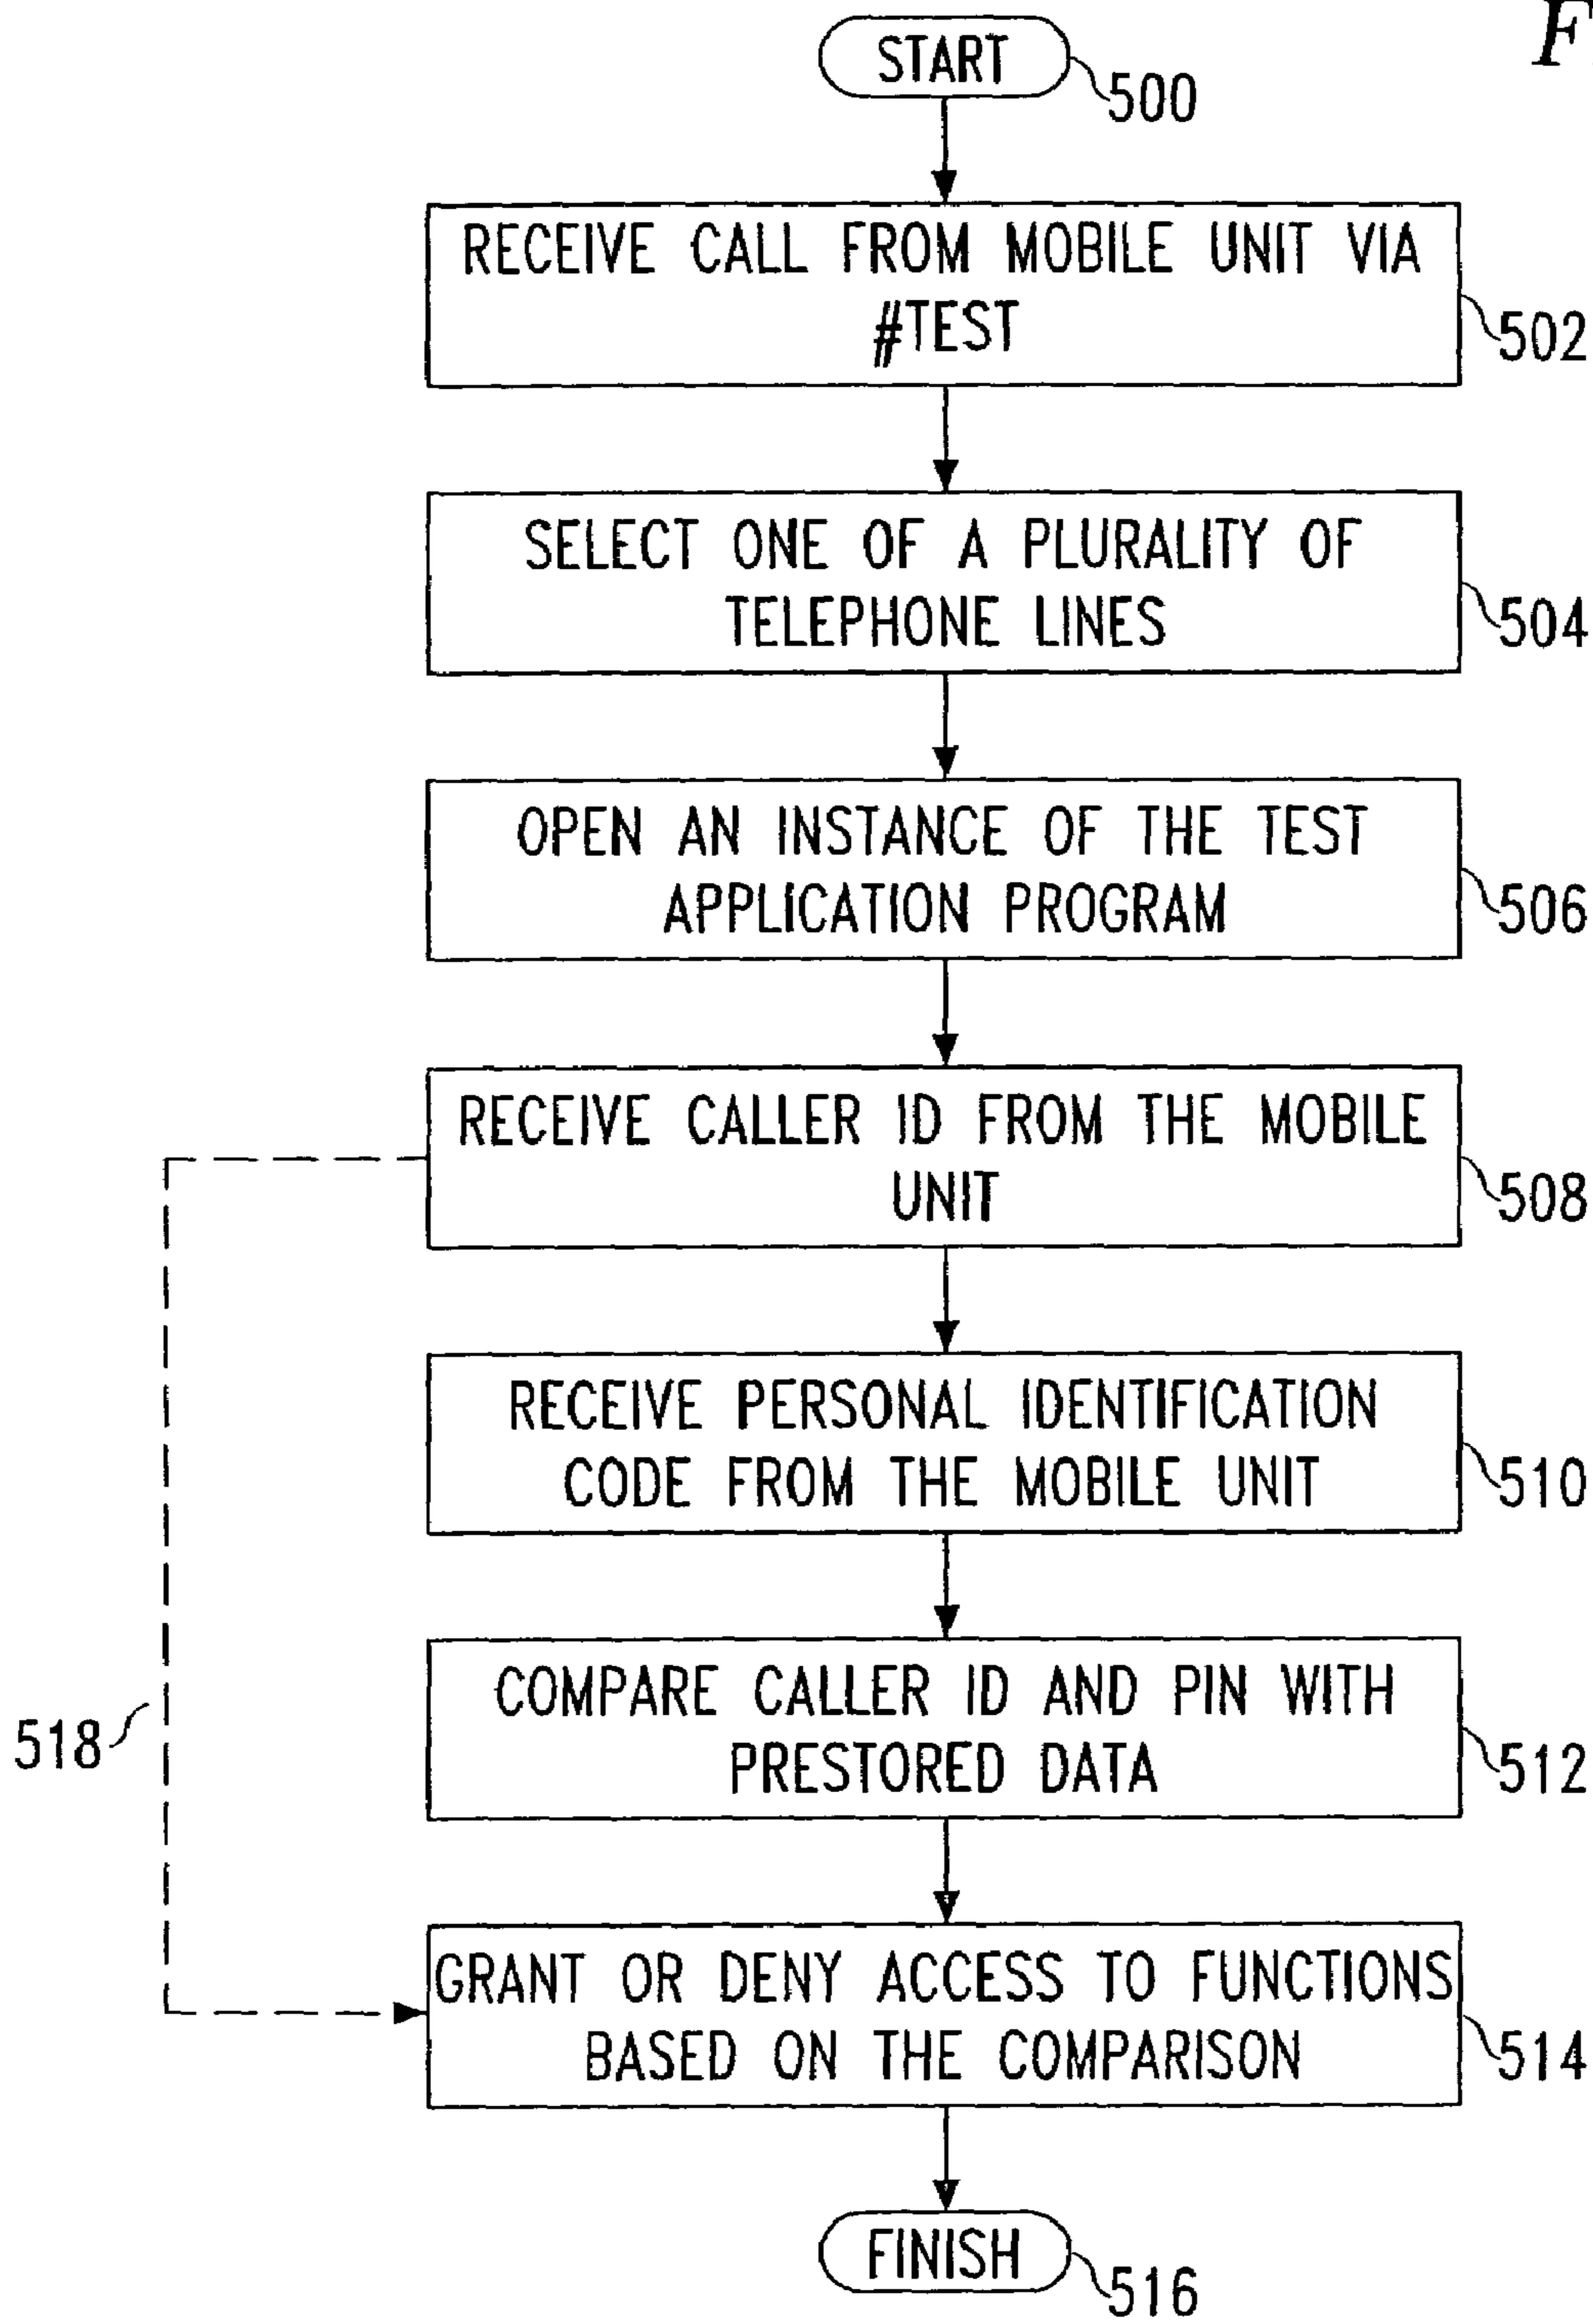 F
START
500
RECEIVE CALL FROM MOBILE UNIT VIA
#TEST
502
SELECT ONE OF A PLURALITY OF
TELEPHONE LINES
504
OPEN AN INSTANCE OF THE TEST
APPLICATION PROGRAM
506
RECEIVE CALLER ID FROM THE MOBILE
UNIT
508
RECEIVE PERSONAL IDENTIFICATION
CODE FROM THE MOBILE UNIT
510
COMPARE CALLER ID AND PIN WITH
PRESTORED DATA
512
518
GRANT OR DENY ACCESS TO FUNCTIONS
BASED ON THE COMPARISON
514
FINISH
516